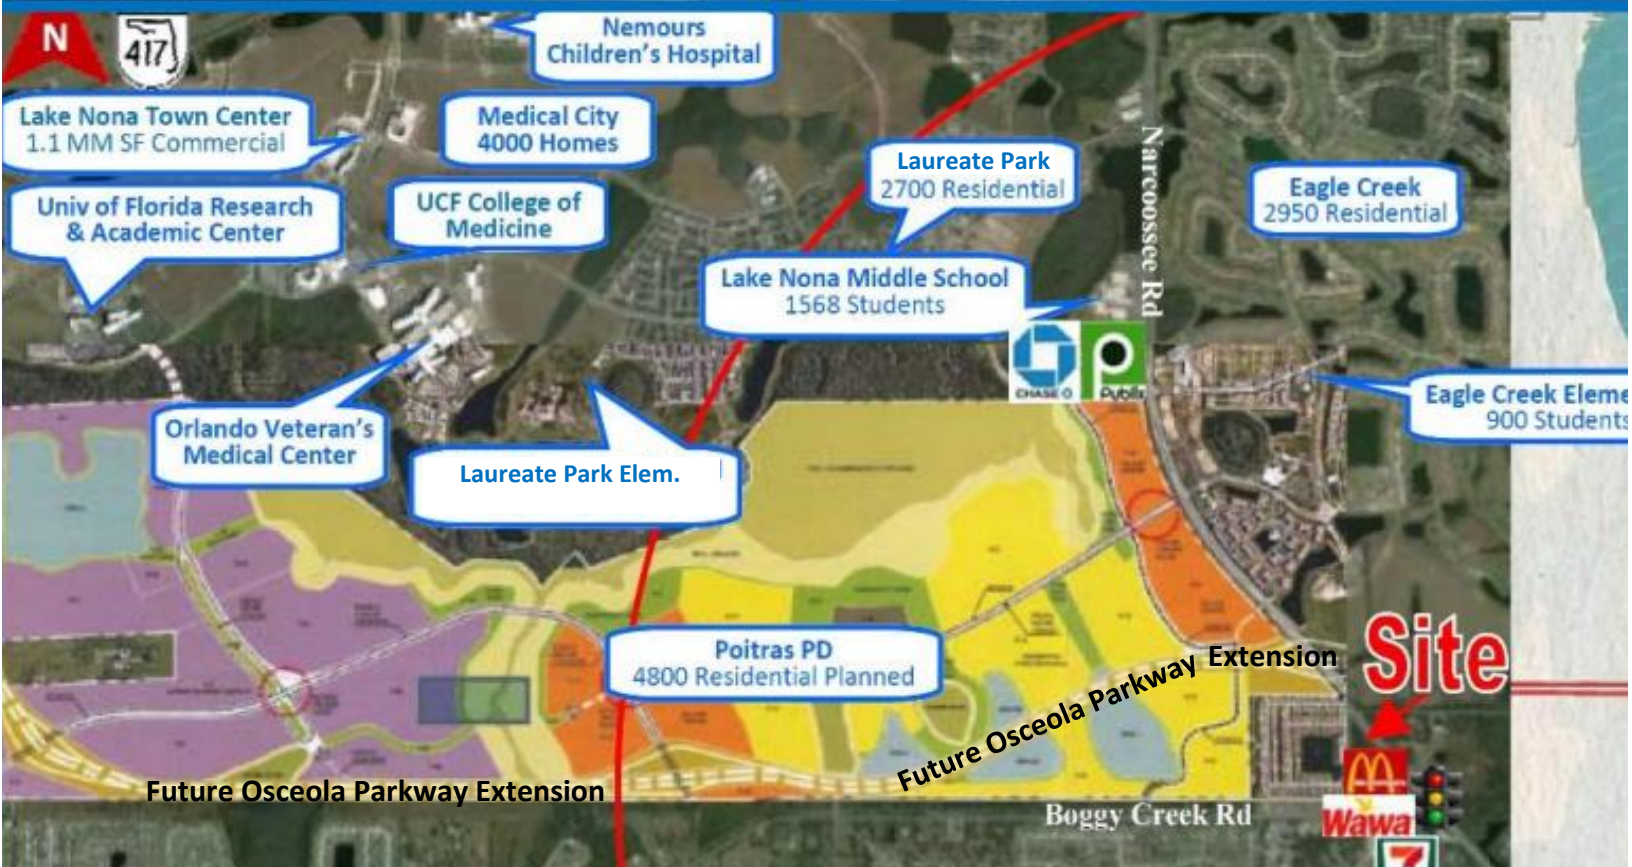 N
417
Nemours
Children's Hospital
Lake Nona Town Center
1.1 MM SF Commercial
Medical City
4000 Homes
Laureate Park
2700 Residential
Narcoossee Rd
Eagle Creek
2950 Residential
Univ of Florida Research
& Academic Center
UCF College of
Medicine
Lake Nona Middle School
1568 Students
CHASE
Publix
Eagle Creek Eleme
900 Students
Orlando Veteran's
Medical Center
Laureate Park Elem.
Poitras PD
4800 Residential Planned
Future Osceola Parkway Extension
Site
Future Osceola Parkway Extension
Boggy Creek Rd
Wawa
7